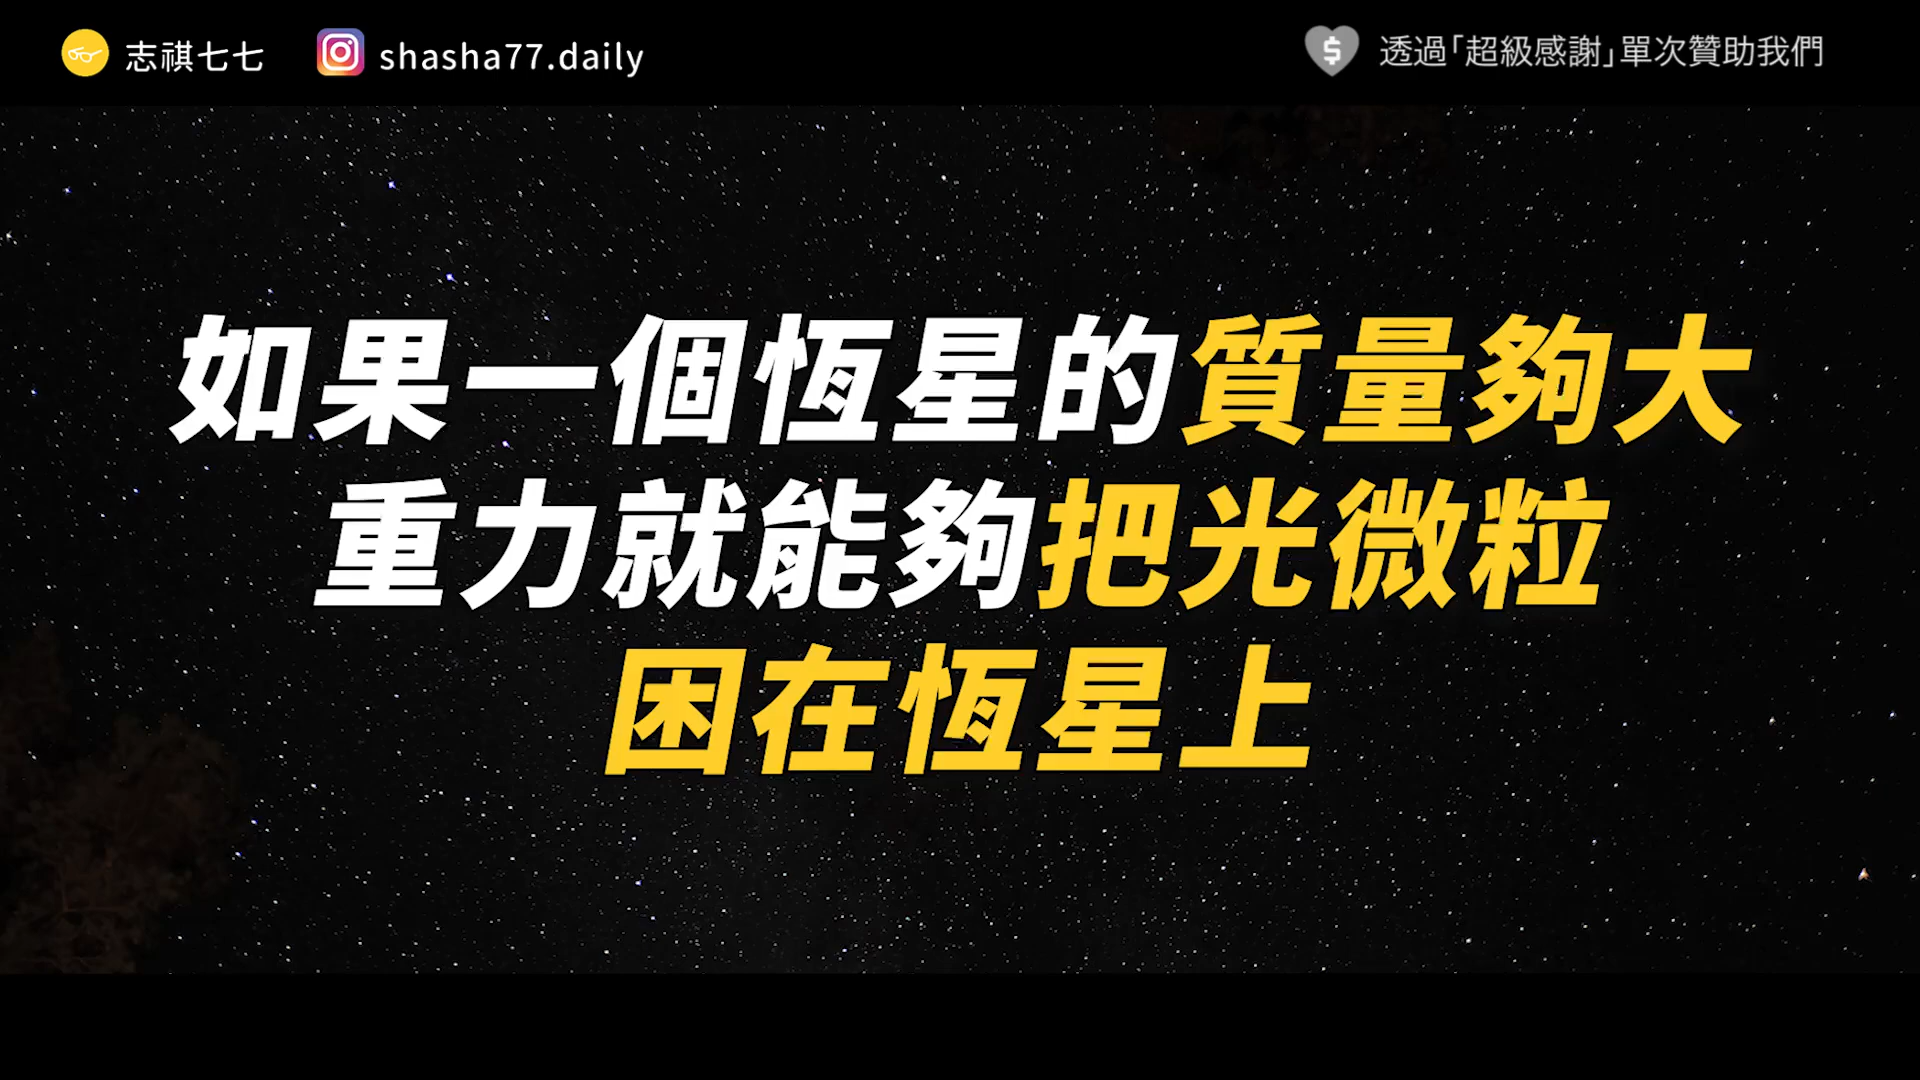 志祺七七
shasha77.daily
透過「超級感謝」單次贊助我們
如果一個恆星的質量夠大
重力就能夠把光微粒
困在恆星上